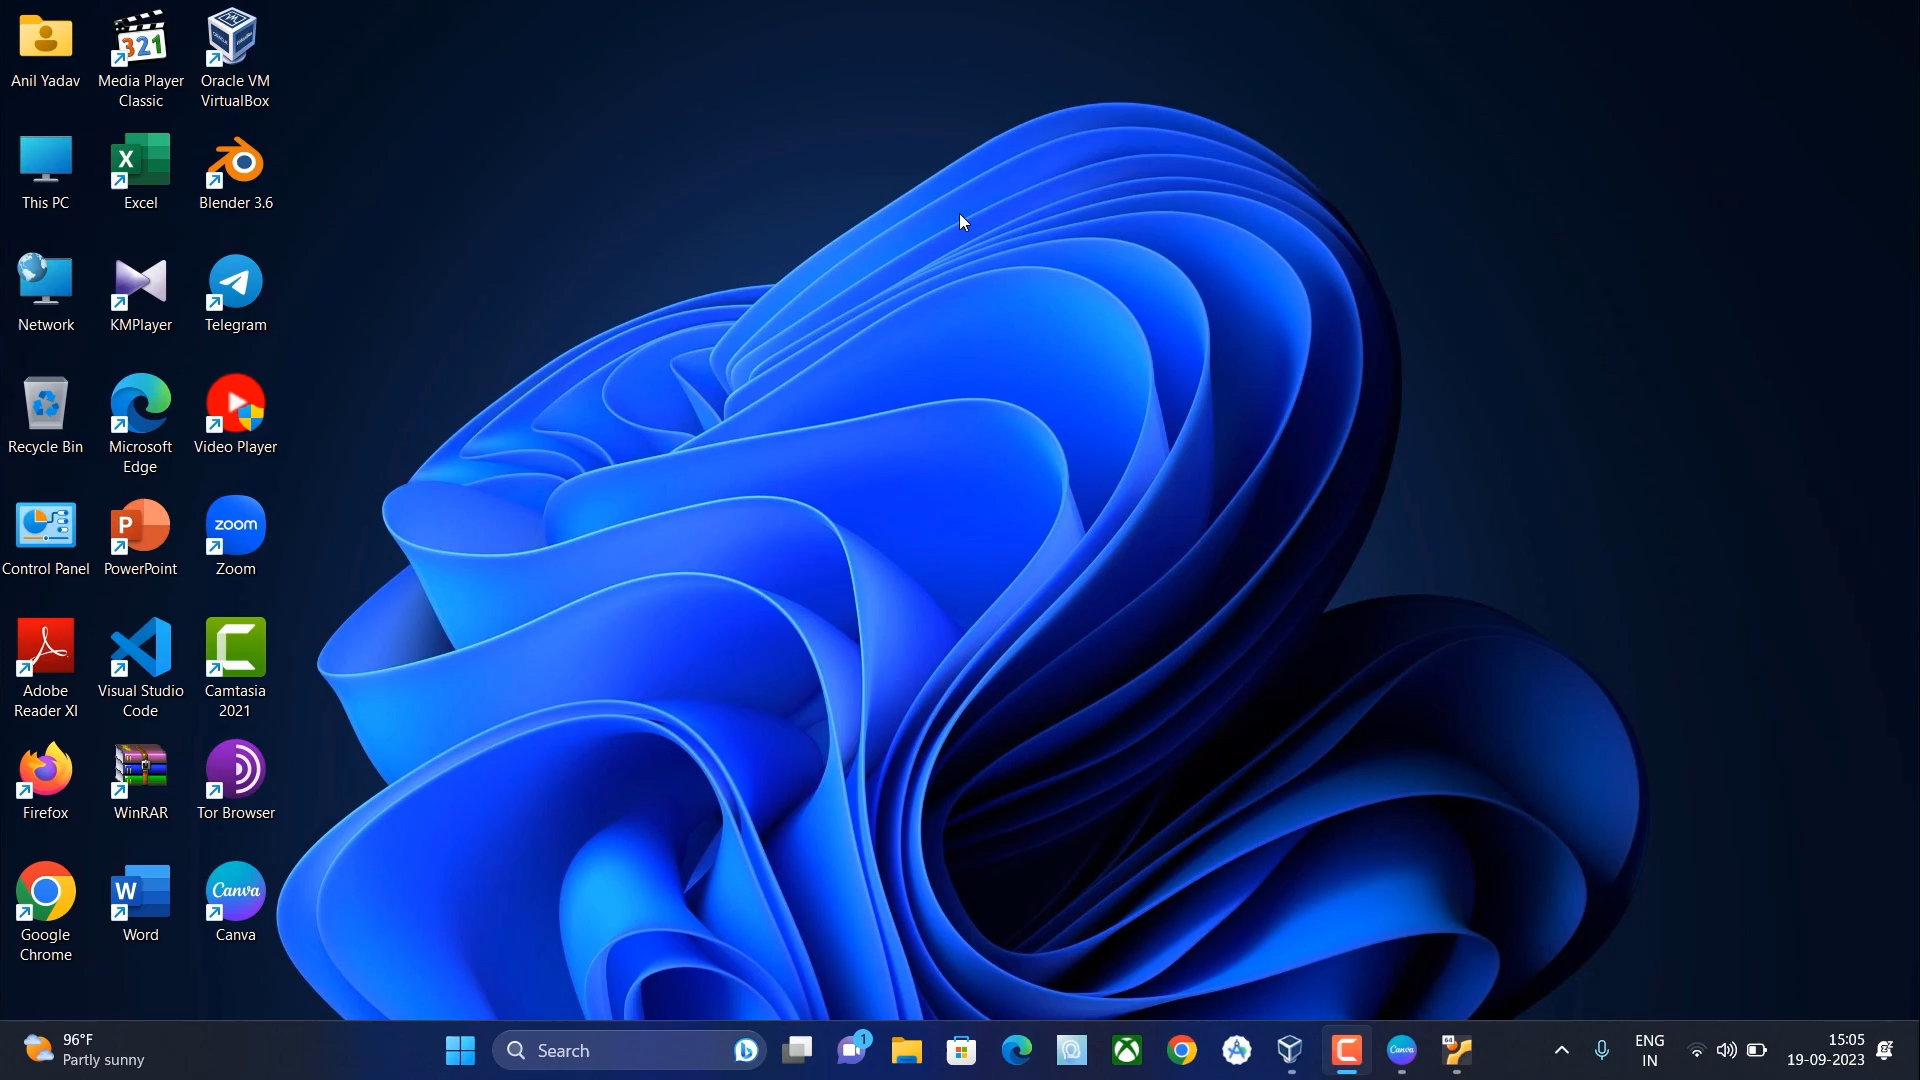 Anil Yadav
321
Media Player
Classic
Oracle VM
VirtualBox
This PC
X
Excel
Blender 3.6
Network
KMPlayer
Telegram
Recycle Bin
Microsoft
Edge
Video Player
Control Panel
P
PowerPoint
zoom
Zoom
Adobe
Reader XI
Visual Studio
Code
C
Camtasia
2021
Firefox
WinRAR
Tor Browser
Google
Chrome
W
Word
Canva
Canva
96°F
Partly sunny
Search
1
C
Canva
64
ENG
IN
15:05
19-09-2023